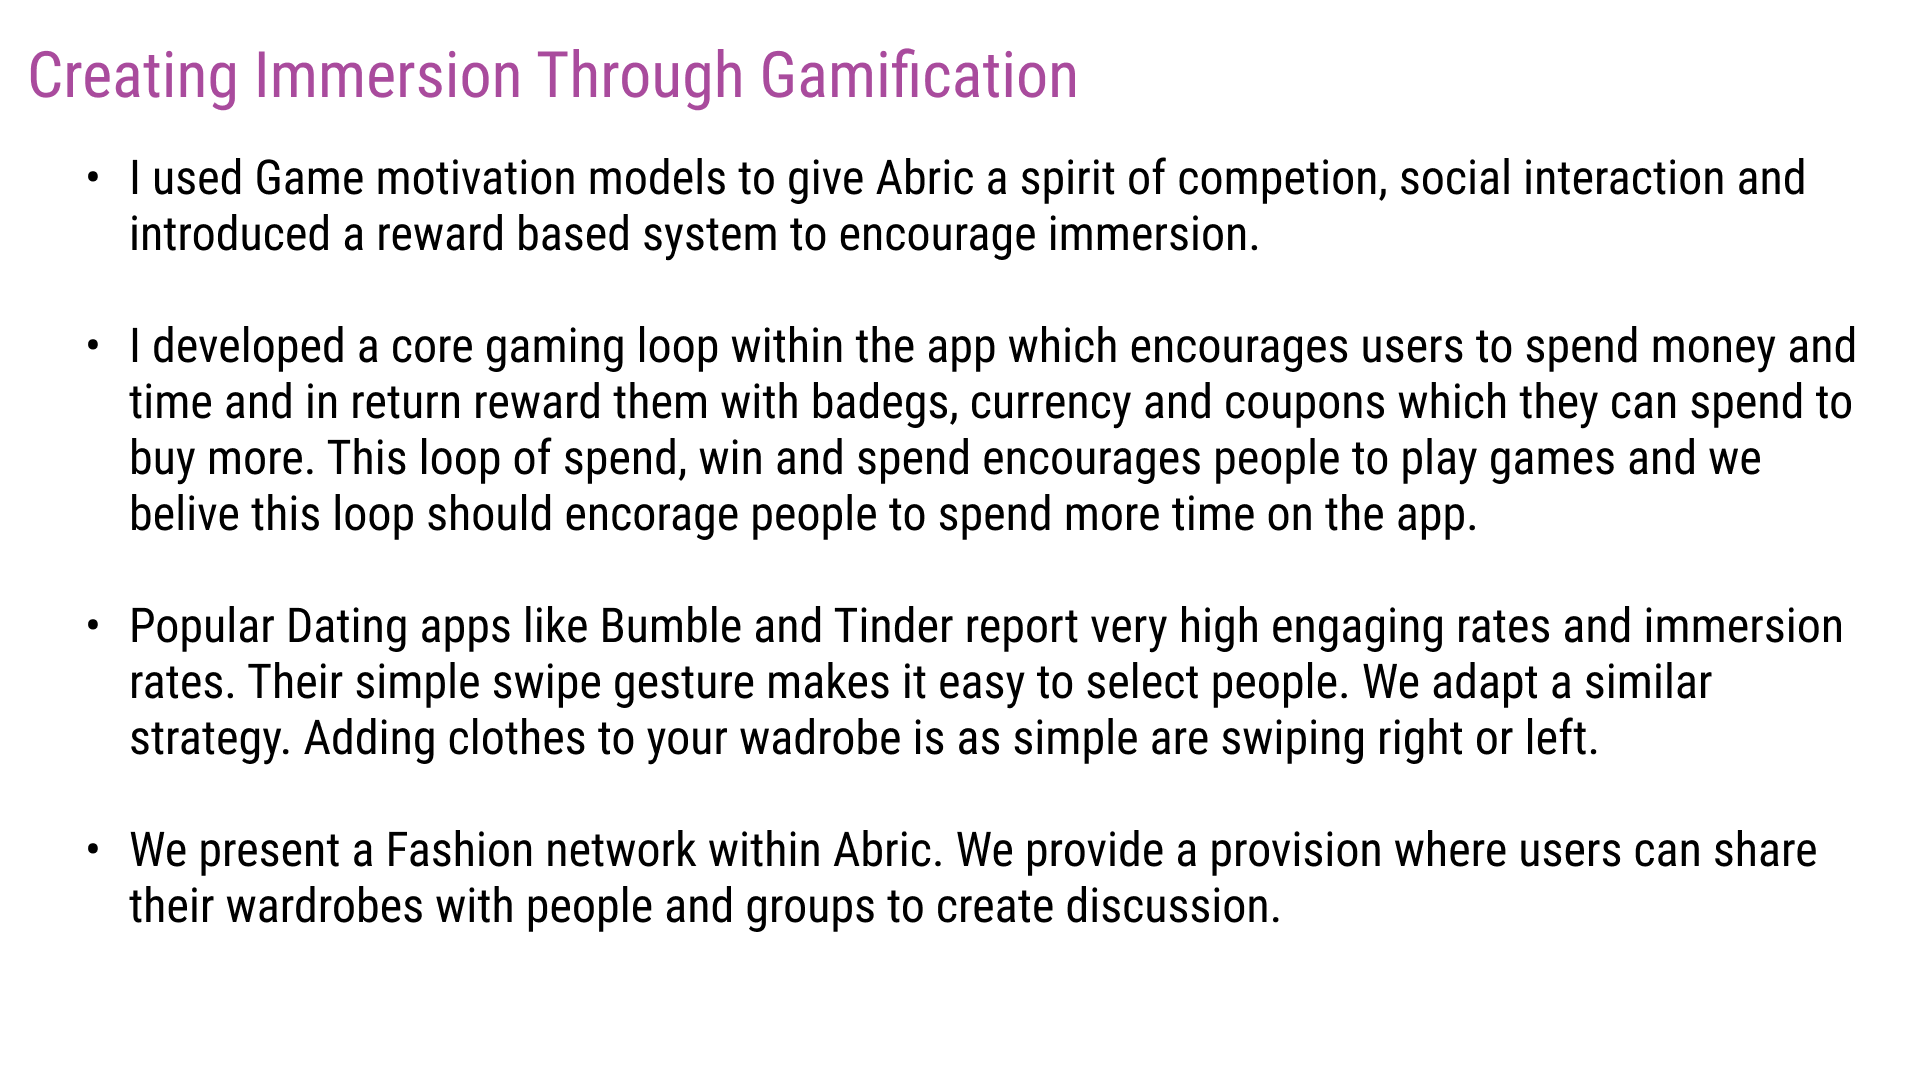 Creating Immersion Through Gamification
• I used Game motivation models to give Abric a spirit of competion, social interaction and
introduced a reward based system to encourage immersion.
• I developed a core gaming loop within the app which encourages users to spend money and
time and in return reward them with badegs, currency and coupons which they can spend to
buy more. This loop of spend, win and spend encourages people to play games and we
belive this loop should encorage people to spend more time on the app.
• Popular Dating apps like Bumble and Tinder report very high engaging rates and immersion
rates. Their simple swipe gesture makes it easy to select people. We adapt a similar
strategy. Adding clothes to your wadrobe is as simple are swiping right or left.
• We present a Fashion network within Abric. We provide a provision where users can share
their wardrobes with people and groups to create discussion.